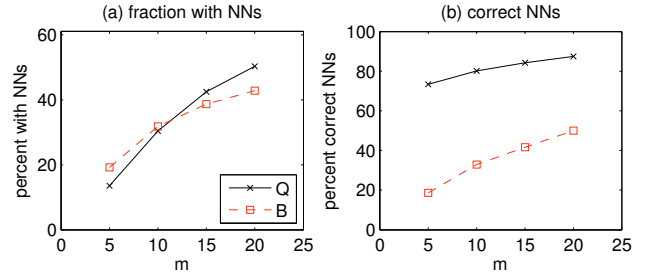 (a) fraction with NNs
percent with NNs
60
40
20
0
0 5 10 15 20 25
m
Q
B
(b) correct NNs
percent correct NNs
100
80
60
40
20
0
0 5 10 15 20 25
m